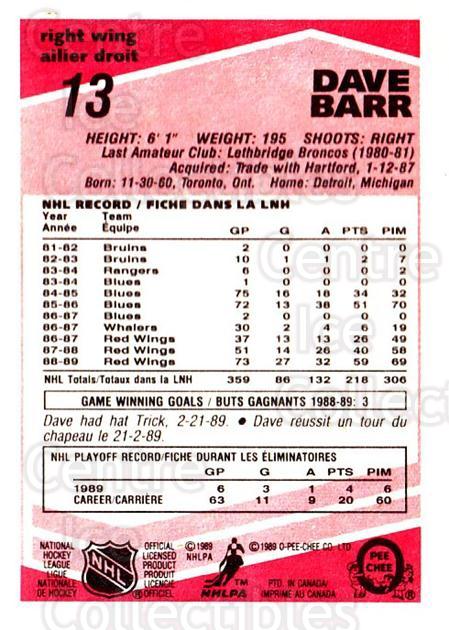 right wing
ailier droit
13
DAVE
BARR
HEIGHT: 6' 1" WEIGHT: 195 SHOOTS: RIGHT
Last Amateur Club: Lethbridge Broncos (1980-81)
Acquired: Trade with Hartford, 1-12-87
Born: 11-30-60, Toronto, Ont. Home: Detroit, Michigan
NHL RECORD / FICHE DANS LA LNH
Year Team
Année Équipe GP G A PTS PIM
81-82 Bruins 2 0 0 0 0
82-83 Bruins 10 1 1 2 7
83-84 Rangers 6 0 0 0 2
83-84 Blues 1 0 0 0 0
84-85 Blues 75 16 18 34 32
85-86 Blues 72 13 38 51 70
86-87 Blues 2 0 0 0 0
86-87 Whalers 30 2 4 6 19
86-87 Red Wings 37 13 13 26 49
87-88 Red Wings 51 14 26 40 58
88-89 Red Wings 73 27 32 59 69
NHL Totals/Totaux dans la LNH 359 86 132 218 306
GAME WINNING GOALS / BUTS GAGNANTS 1988-89: 3
Dave had hat Trick, 2-21-89. • Dave réussit un tour du
chapeau le 21-2-89.
NHL PLAYOFF RECORD/FICHE DURANT LES ÉLIMINATOIRES
GP G A PTS PIM
1989 6 3 1 4 6
CAREER/CARRIÈRE 63 11 9 20 60
NATIONAL
HOCKEY
LEAGUE
LIGUE
NATIONALE
DE HOCKEY
NHL
®
OFFICIAL
LICENSED
PRODUCT
PRODUIT
OFFICIEL
©1989
NHLPA
NHLPA
TM
©1989 O-PEE-CHEE CO. LTD.
PTD. IN CANADA/
IMPRIMÉ AU CANADA
O
PEE
CHEE
®
Centre
Ice
Collectibles